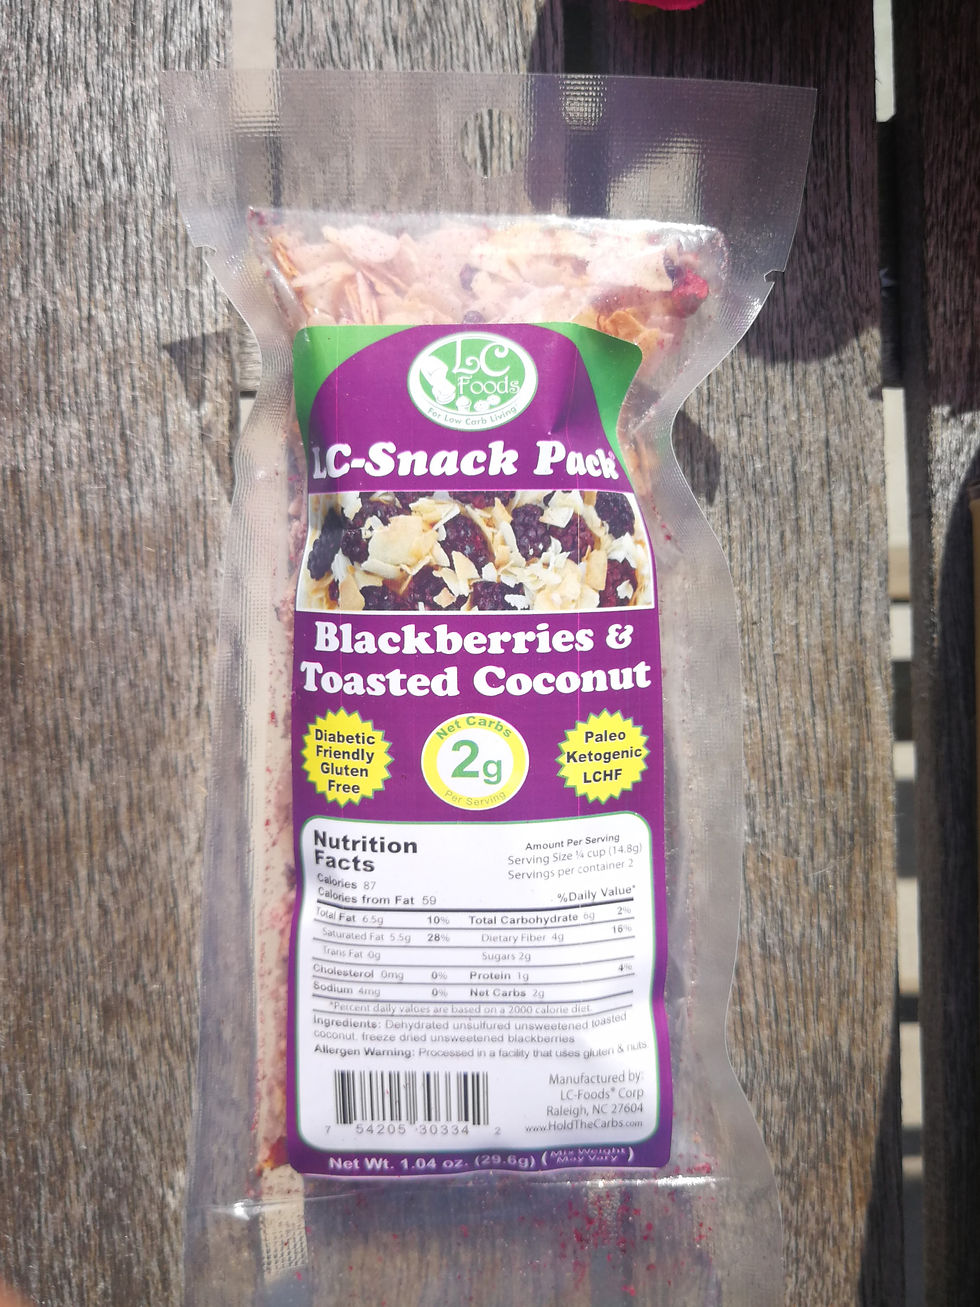 LC
Foods
For Low Carb Living
LC-Snack Pack
Blackberries &
Toasted Coconut
Diabetic
Friendly
Gluten
Free
Net Carbs
2g
Per Serving
Paleo
Ketogenic
LCHF
Nutrition
Facts
Calories 87
Calories from Fat 59
Amount Per Serving
Serving Size ¼ cup (14.8g)
Servings per container 2
%Daily Value*
Total Fat 6.5g 10% Total Carbohydrate 6g 2%
Saturated Fat 5.5g 28% Dietary Fiber 4g 16%
Trans Fat 0g Sugars 2g
Cholesterol 0mg 0% Protein 1g 4%
Sodium 4mg 0% Net Carbs 2g
*Percent daily values are based on a 2000 calorie diet.
Ingredients: Dehydrated unsulfured unsweetened toasted
coconut, freeze dried unsweetened blackberries
Allergen Warning: Processed in a facility that uses gluten & nuts.
7 54205 30334 2
Manufactured by:
LC-Foods® Corp
Raleigh, NC 27604
www.HoldTheCarbs.com
Net Wt. 1.04 oz. (29.6g) (Mix Weight
May Vary)